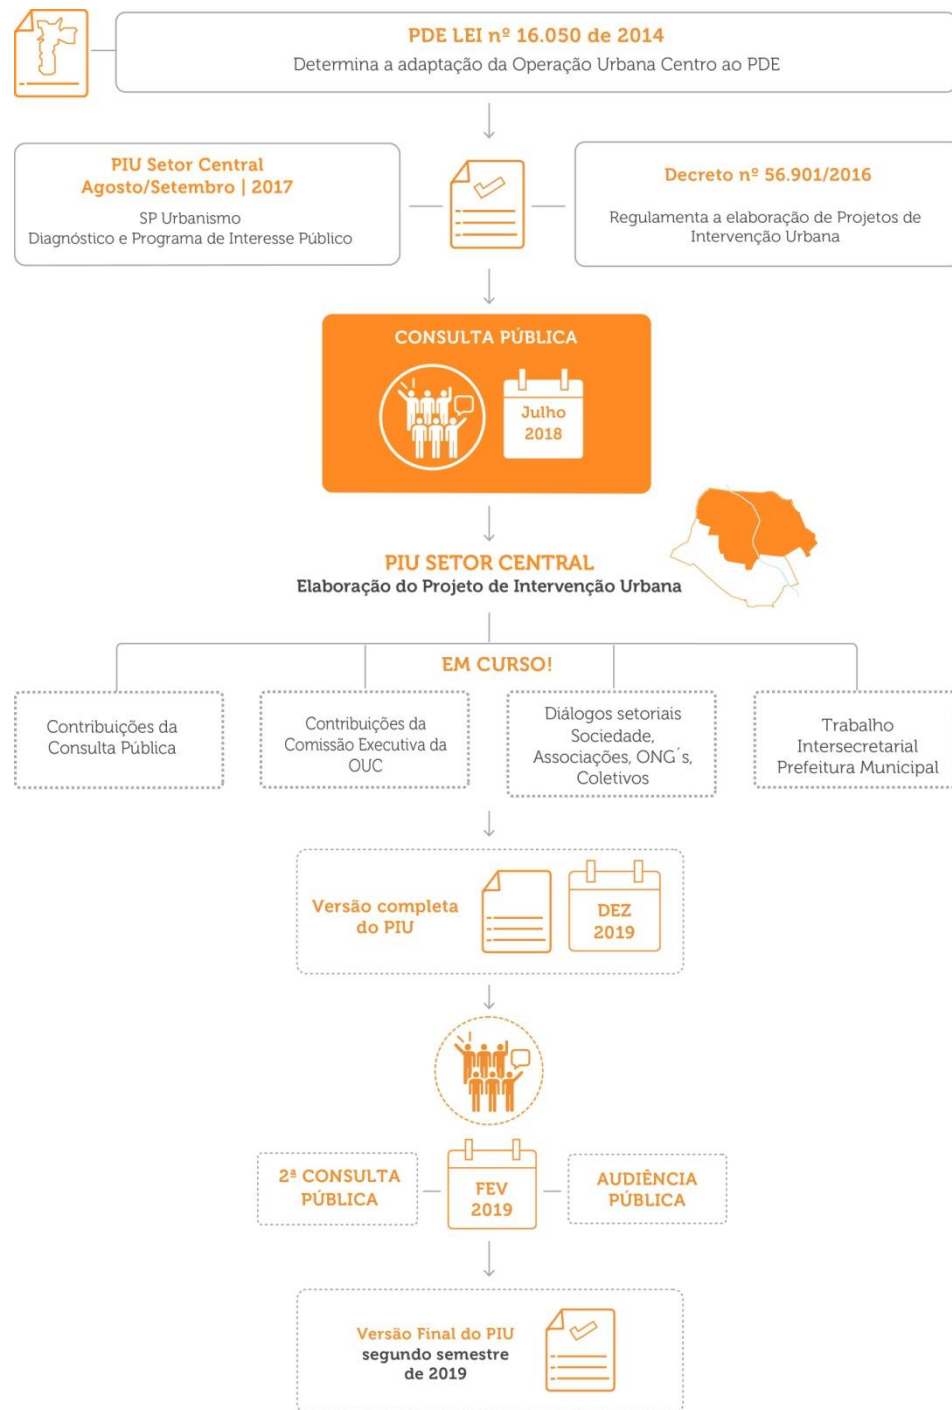 PDE LEI nº 16.050 de 2014
Determina a adaptação da Operação Urbana Centro ao PDE
PIU Setor Central
Agosto/Setembro | 2017
SP Urbanismo
Diagnóstico e Programa de Interesse Público
Decreto nº 56.901/2016
Regulamenta a elaboração de Projetos de
Intervenção Urbana
CONSULTA PÚBLICA
Julho
2018
PIU SETOR CENTRAL
Elaboração do Projeto de Intervenção Urbana
EM CURSO!
Contribuições da
Consulta Pública
Contribuições da
Comissão Executiva da
OUC
Diálogos setoriais
Sociedade,
Associações, ONG´s,
Coletivos
Trabalho
Intersecretarial
Prefeitura Municipal
Versão completa
do PIU
DEZ
2019
2ª CONSULTA
PÚBLICA
FEV
2019
AUDIÊNCIA
PÚBLICA
Versão Final do PIU
segundo semestre
de 2019